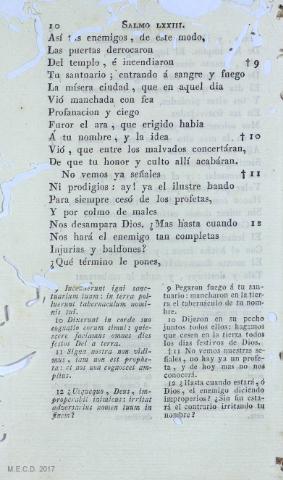 10 SALMO LXXIII.
Así tus enemigos, de este modo,
Las puertas derrocaron
Del templo, é incendiaron † 9
Tu santuario; entrando á sangre y fuego
La mísera ciudad, que en aquel dia
Vió manchada con fea
Profanacion y ciego
Furor el ara, que erigido habia
Á tu nombre, y la idea † 10
Vió, que entre los malvados concertáran,
De que tu honor y culto allí acabáran.
No vemos ya señales † 11
Ni prodigios: ay! ya el ilustre bando
Para siempre cesó de los profetas,
Y por colmo de males
Nos desampara Dios. ¿Mas hasta cuando 12
Nos hará el enemigo tan completas
Injurias y baldones?
¿Qué término le pones,
Incenderunt igni sanctuarium tuum: in terra polluerunt tabernaculum nominis tui.
10 Dixerunt in corde suo cognatio eorum simul: quiescere faciamus omnes dies festos Dei a terra.
11 Signa nostra non vidimus, iam non est propheta: et nos non cognoscet amplius.
12 ¿Usquequo, Deus, improperabit inimicus: irritat adversarius nomen tuum in finem?
9 Pegaron fuego á tu santuario: mancharon en la tierra el tabernáculo de tu nombre.
10 Dijeron en su pecho juntos todos ellos: hagamos que cesen en la tierra todos los dias festivos de Dios.
†11 No vemos nuestras señales, no hay ya un profeta, y de hoy mas no nos conocerá.
12 ¿Hasta cuando estará, ó Dios, el enemigo diciendo improperios? ¿Sin fin estará el contrario irritando tu nombre?
M.E.C.D. 2017